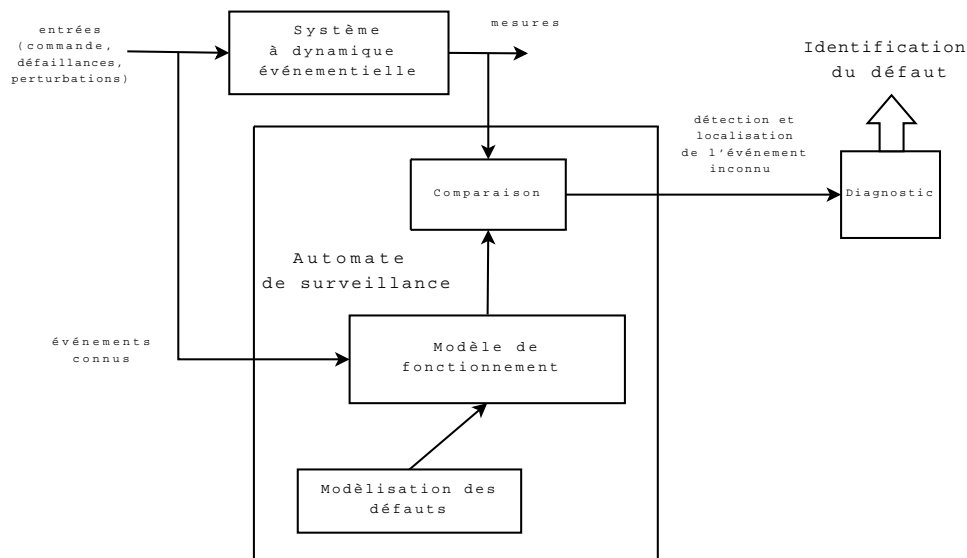 entrées
(commande,
défaillances,
perturbations)
Système
à dynamique
événementielle
mesures
Identification
du défaut
détection et
localisation
de l'événement
inconnu
Comparaison
Diagnostic
Automate
de surveillance
événements
connus
Modèle de
fonctionnement
Modèlisation des
défauts